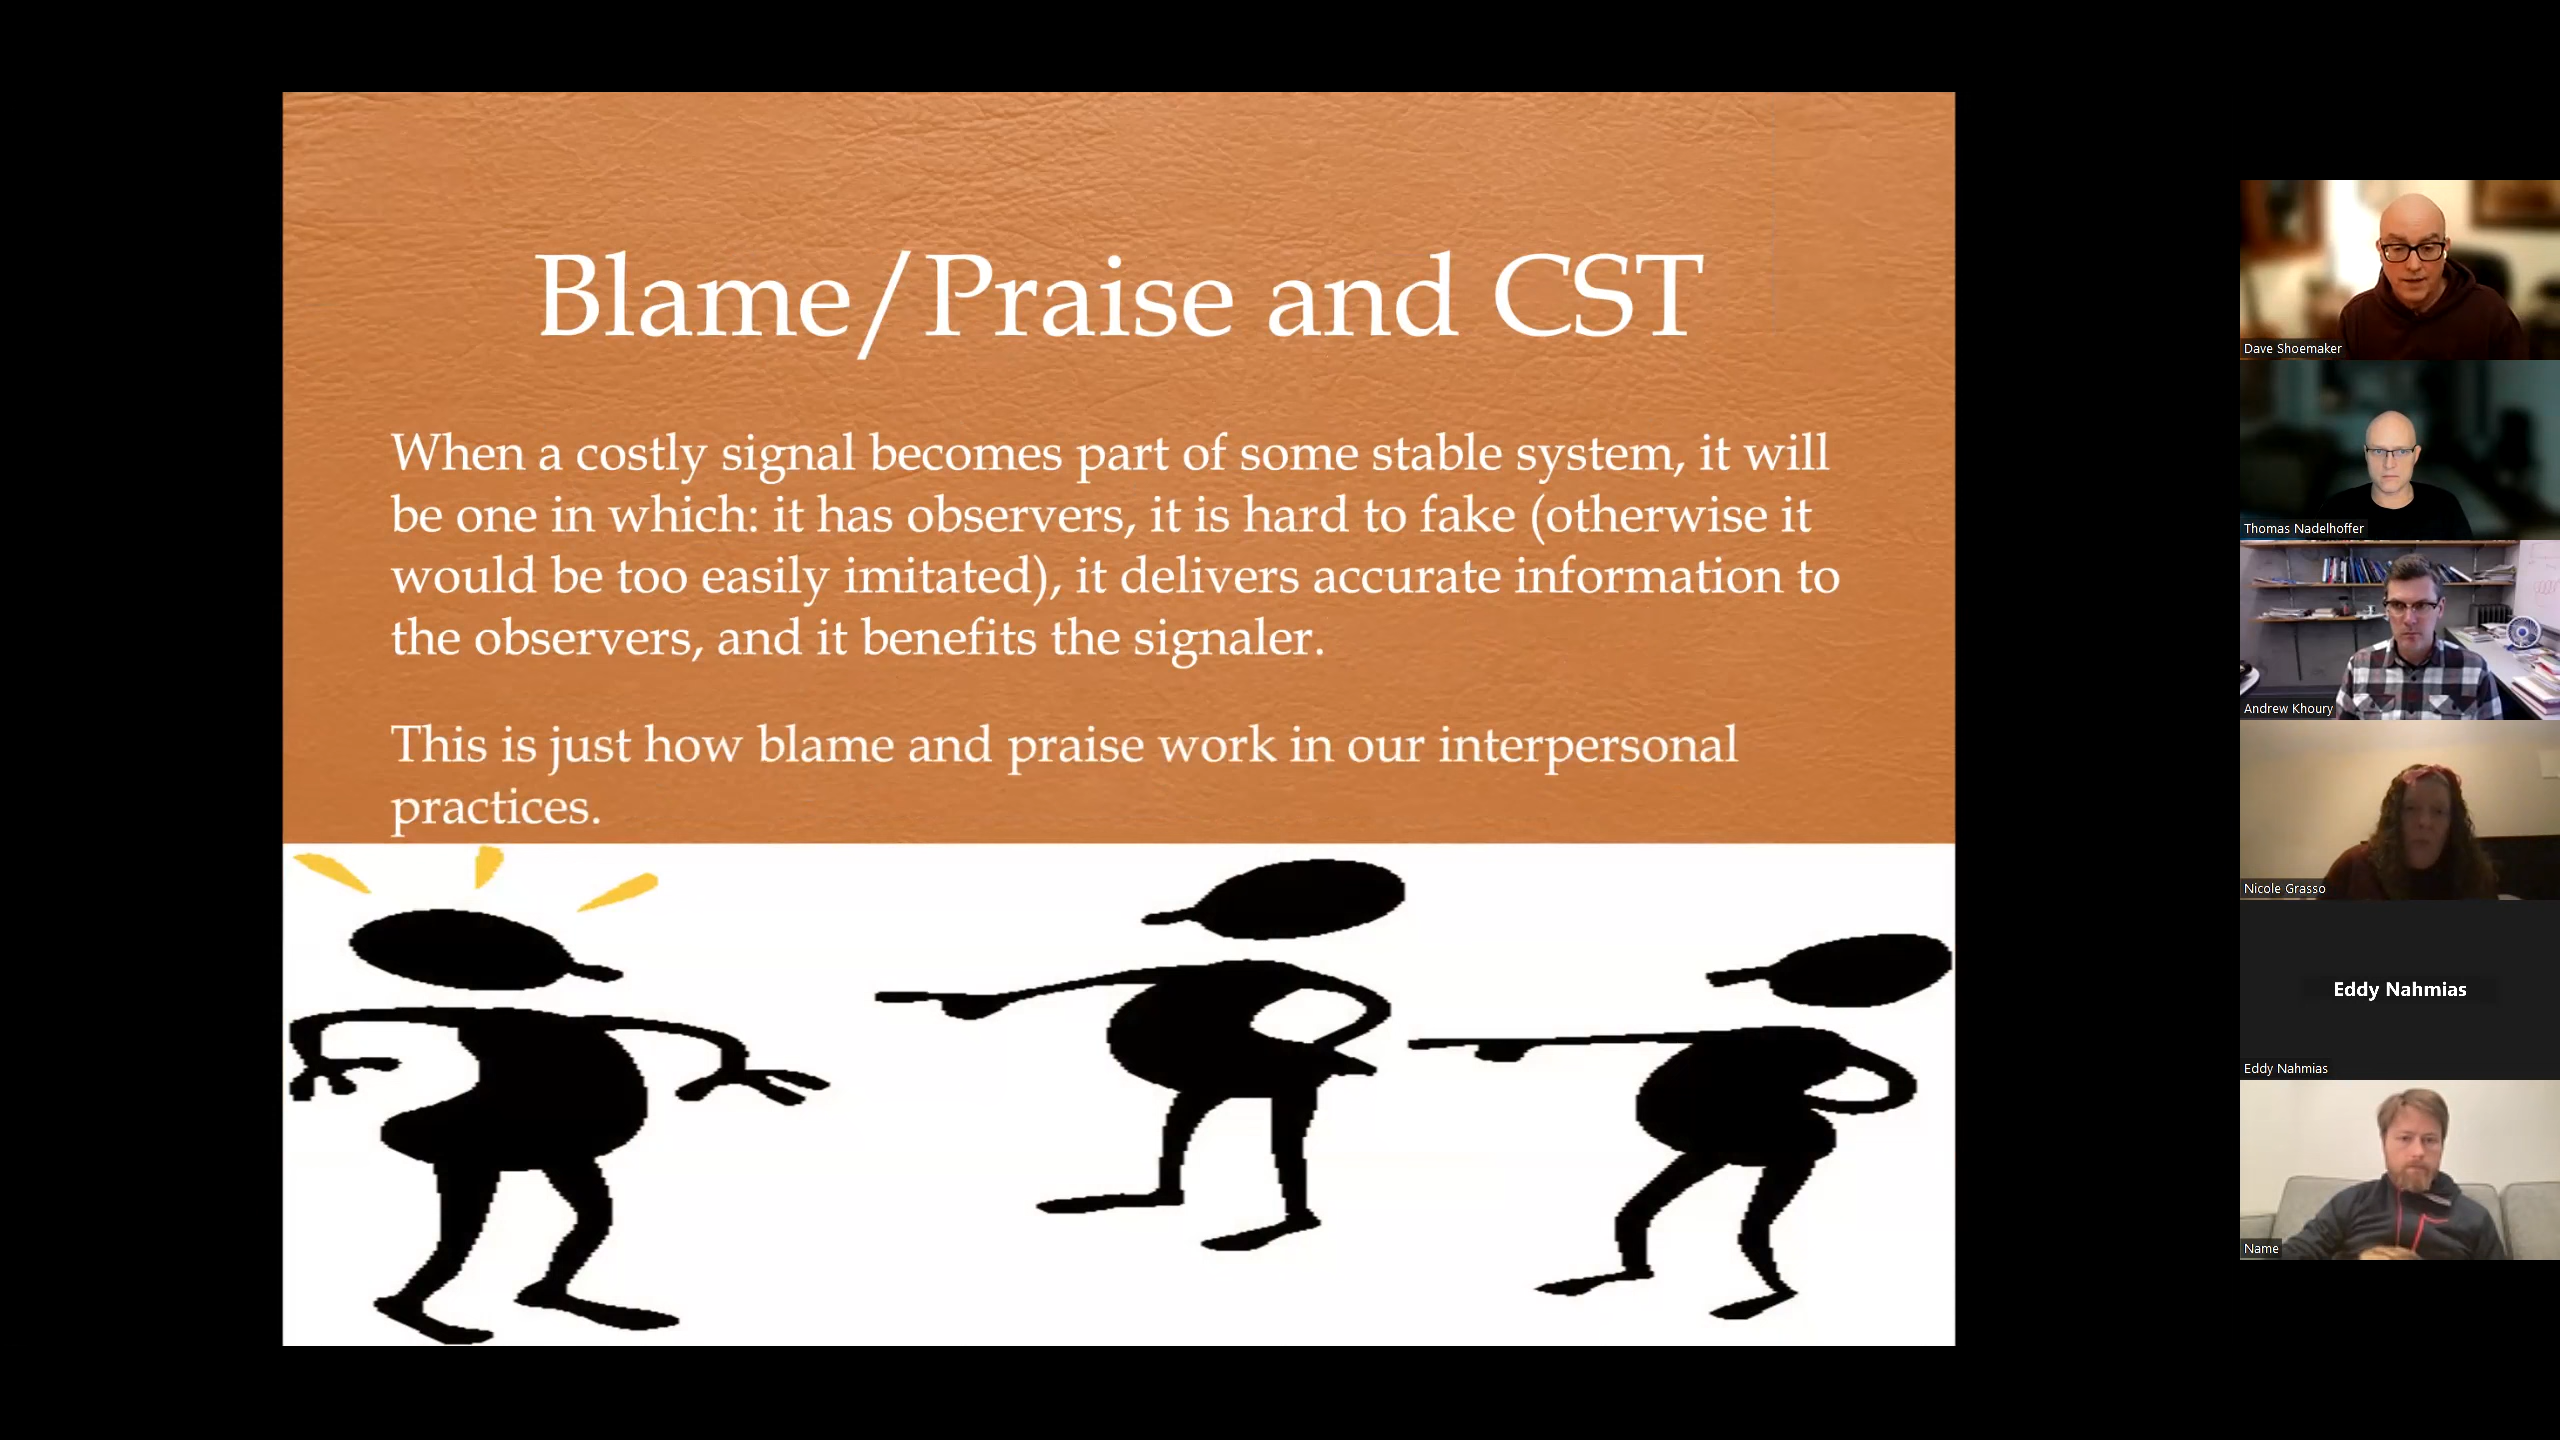 Blame/Praise and CST
When a costly signal becomes part of some stable system, it will
be one in which: it has observers, it is hard to fake (otherwise it
would be too easily imitated), it delivers accurate information to
the observers, and it benefits the signaler.
This is just how blame and praise work in our interpersonal
practices.
Dave Shoemaker
Thomas Nadelhoffer
Andrew Khoury
Nicole Grasso
Eddy Nahmias
Eddy Nahmias
Name